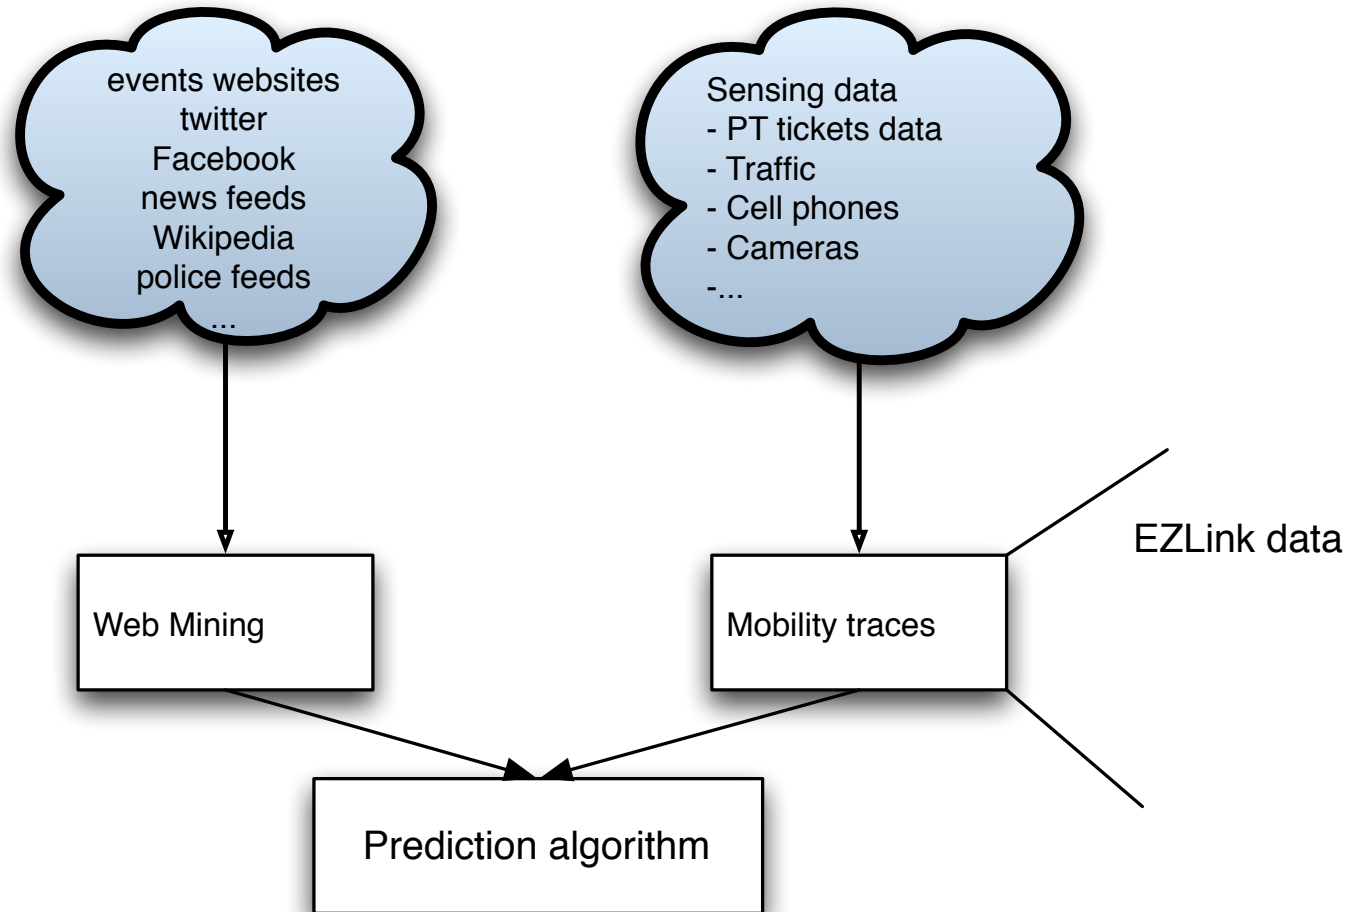 events websites
twitter
Facebook
news feeds
Wikipedia
police feeds
...
Sensing data
- PT tickets data
- Traffic
- Cell phones
- Cameras
-...
EZLink data
Web Mining
Mobility traces
Prediction algorithm